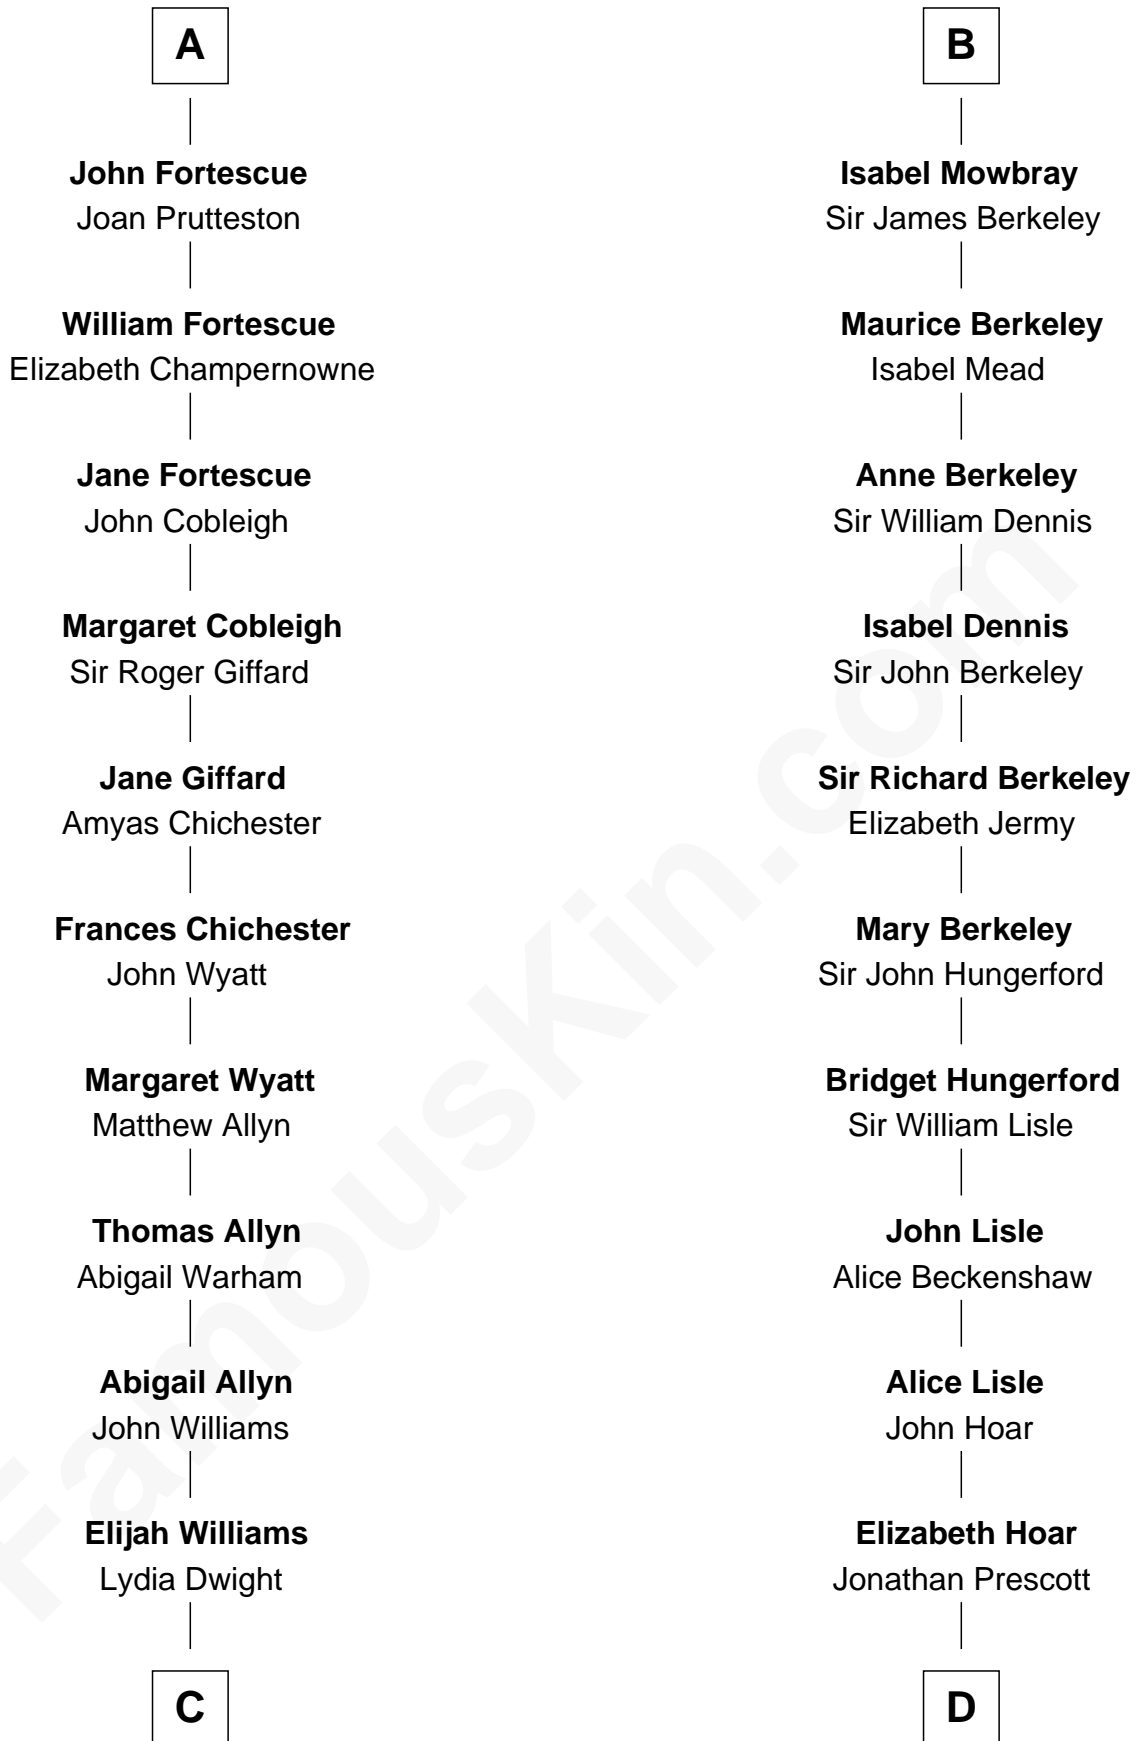 A
John Fortescue
Joan Prutteston
William Fortescue
Elizabeth Champernowne
Jane Fortescue
John Cobleigh
Margaret Cobleigh
Sir Roger Giffard
Jane Giffard
Amyas Chichester
Frances Chichester
John Wyatt
Margaret Wyatt
Matthew Allyn
Thomas Allyn
Abigail Warham
Abigail Allyn
John Williams
Elijah Williams
Lydia Dwight
C
B
Isabel Mowbray
Sir James Berkeley
Maurice Berkeley
Isabel Mead
Anne Berkeley
Sir William Dennis
Isabel Dennis
Sir John Berkeley
Sir Richard Berkeley
Elizabeth Jermy
Mary Berkeley
Sir John Hungerford
Bridget Hungerford
Sir William Lisle
John Lisle
Alice Beckenshaw
Alice Lisle
John Hoar
Elizabeth Hoar
Jonathan Prescott
D
FamousKin.com